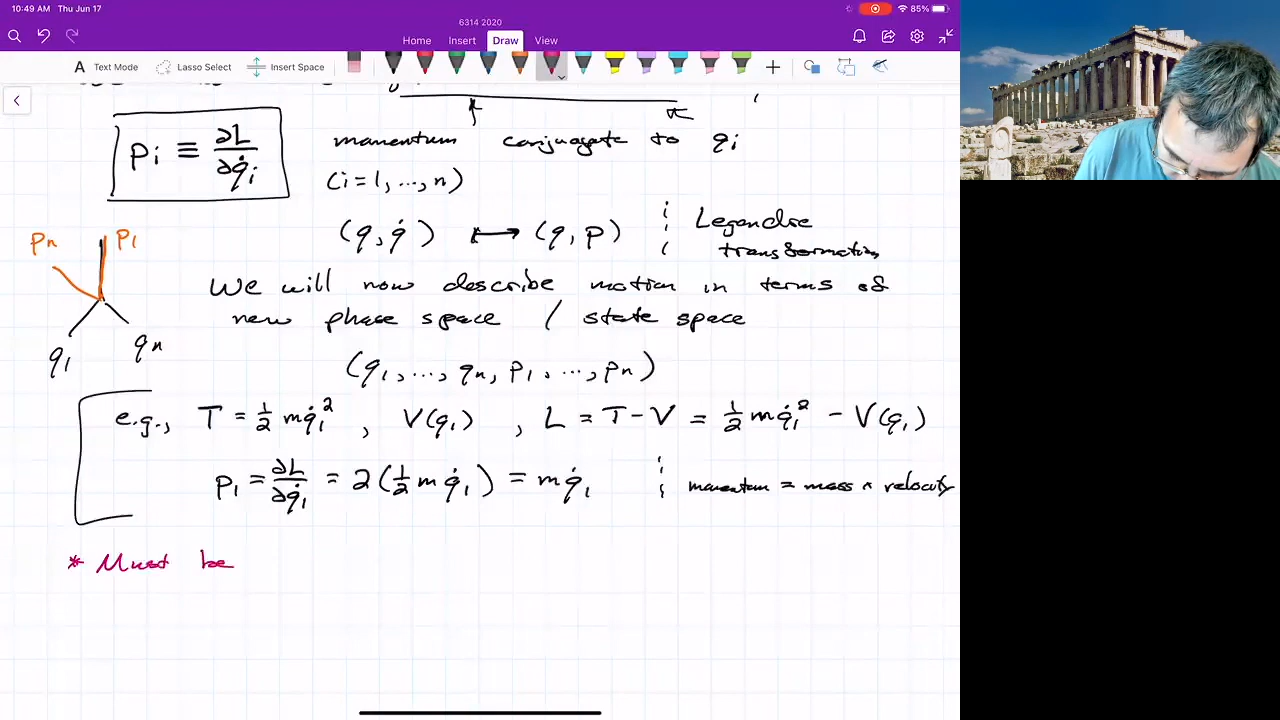 10:49 AM Thu Jun 17
85%
6314 2020
Home Insert Draw View
Text Mode Lasso Select Insert Space
pi ≡ ∂L/∂q̇i
momentum conjugate to qi
(i = 1, ..., n)
(q, q̇) ↦ (q, p) Legendre
transformation
pn p1
q1 qn
We will now describe motion in terms of
new phase space / state space
(q1, ..., qn, p1, ..., pn)
e.g., T = 1/2 m q̇1², V(q1), L = T - V = 1/2 m q̇1² - V(q1)
p1 = ∂L/∂q̇1 = 2(1/2 m q̇1) = m q̇1 momentum = mass × velocity
* Must be